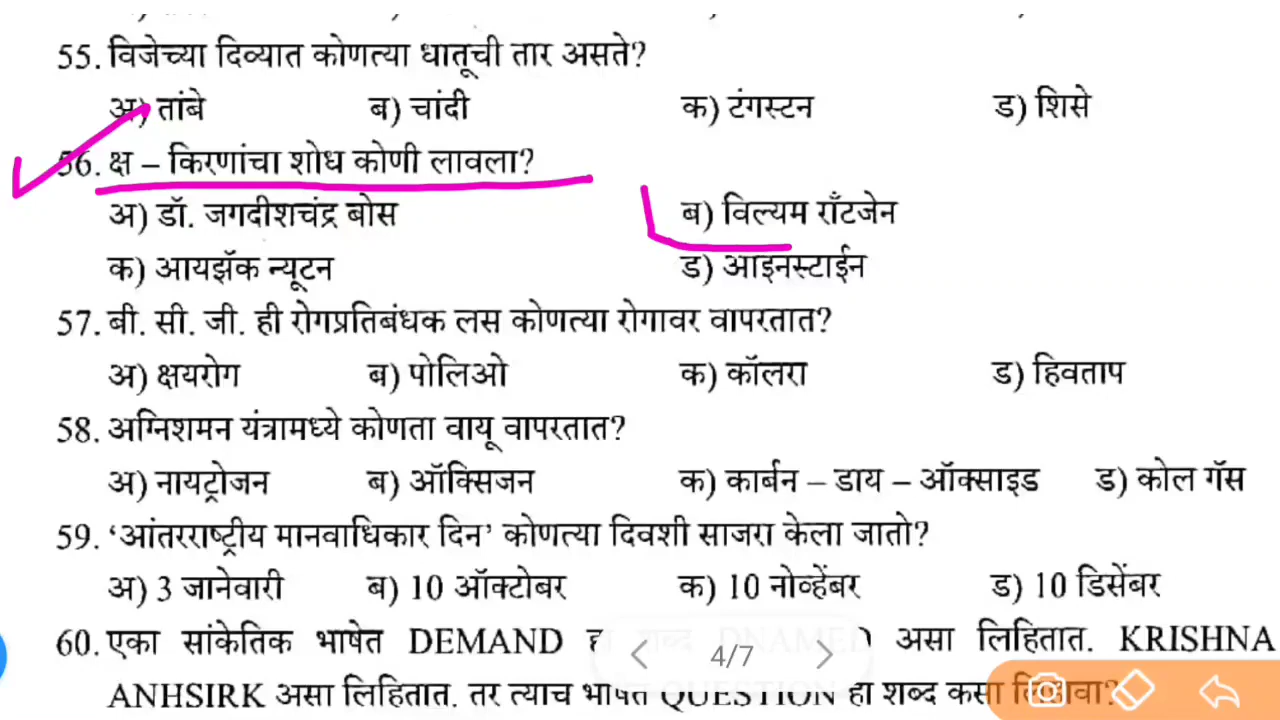 55. विजेच्या दिव्यात कोणत्या धातूची तार असते?
अ) तांबे ब) चांदी क) टंगस्टन ड) शिसे
56. क्ष – किरणांचा शोध कोणी लावला?
अ) डॉ. जगदीशचंद्र बोस ब) विल्यम राँटजेन
क) आयझॅक न्यूटन ड) आइनस्टाईन
57. बी. सी. जी. ही रोगप्रतिबंधक लस कोणत्या रोगावर वापरतात?
अ) क्षयरोग ब) पोलिओ क) कॉलरा ड) हिवताप
58. अग्निशमन यंत्रामध्ये कोणता वायू वापरतात?
अ) नायट्रोजन ब) ऑक्सिजन क) कार्बन – डाय – ऑक्साइड ड) कोल गॅस
59. ‘आंतरराष्ट्रीय मानवाधिकार दिन’ कोणत्या दिवशी साजरा केला जातो?
अ) 3 जानेवारी ब) 10 ऑक्टोबर क) 10 नोव्हेंबर ड) 10 डिसेंबर
60. एका सांकेतिक भाषेत DEMAND हा शब्द DNAMED असा लिहितात. KRISHNA
4/7
ANHSIRK असा लिहितात. तर त्याच भाषेत QUESTION हा शब्द कसा लिहावा?